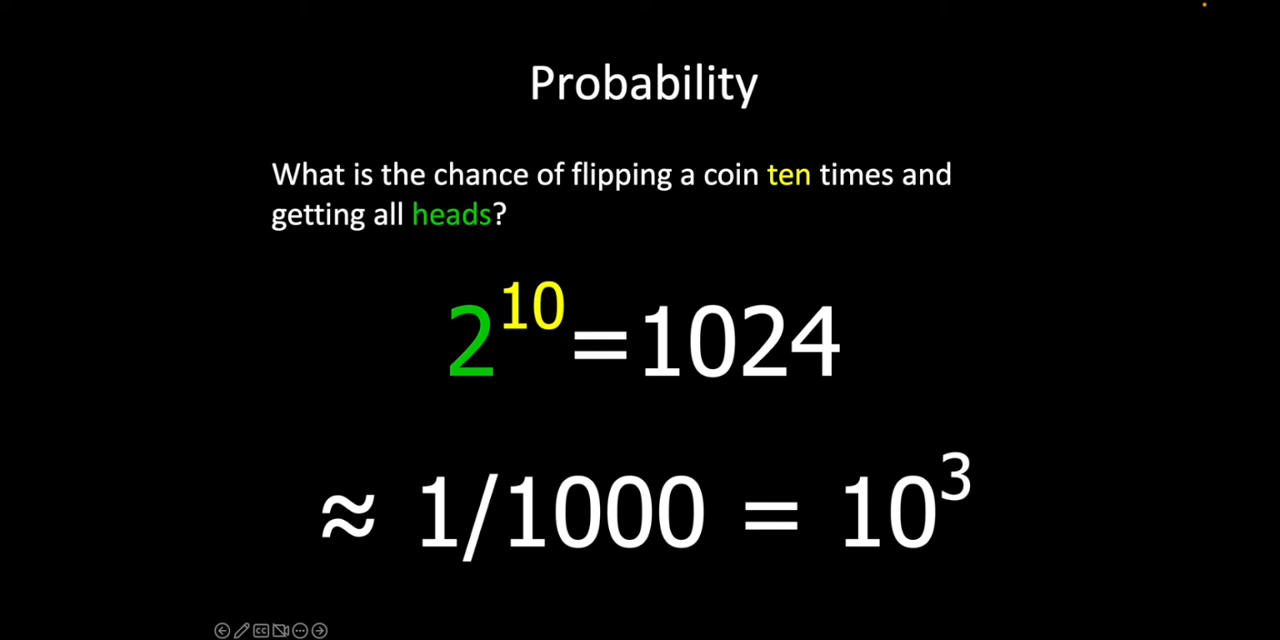 Probability
What is the chance of flipping a coin ten times and
getting all heads?
2¹⁰=1024
≈ 1/1000 = 10³